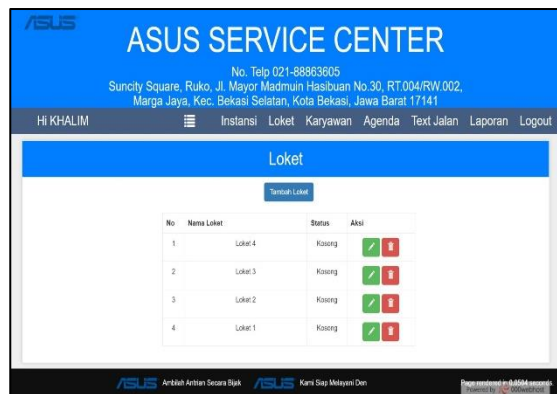 ASUS
ASUS SERVICE CENTER
No. Telp 021-88863605
Suncity Square, Ruko, Jl. Mayor Madmuin Hasibuan No.30, RT.004/RW.002,
Marga Jaya, Kec. Bekasi Selatan, Kota Bekasi, Jawa Barat 17141
Hi KHALIM Instansi Loket Karyawan Agenda Text Jalan Laporan Logout
Loket
Tambah Loket
No Nama Loket Status Aksi
1 Loket 4 Kosong
2 Loket 3 Kosong
3 Loket 2 Kosong
4 Loket 1 Kosong
ASUS Ambilah Antrian Secara Bijak ASUS Kami Siap Melayani Den Page rendered in 0.8584 seconds
Powered by 000webhost